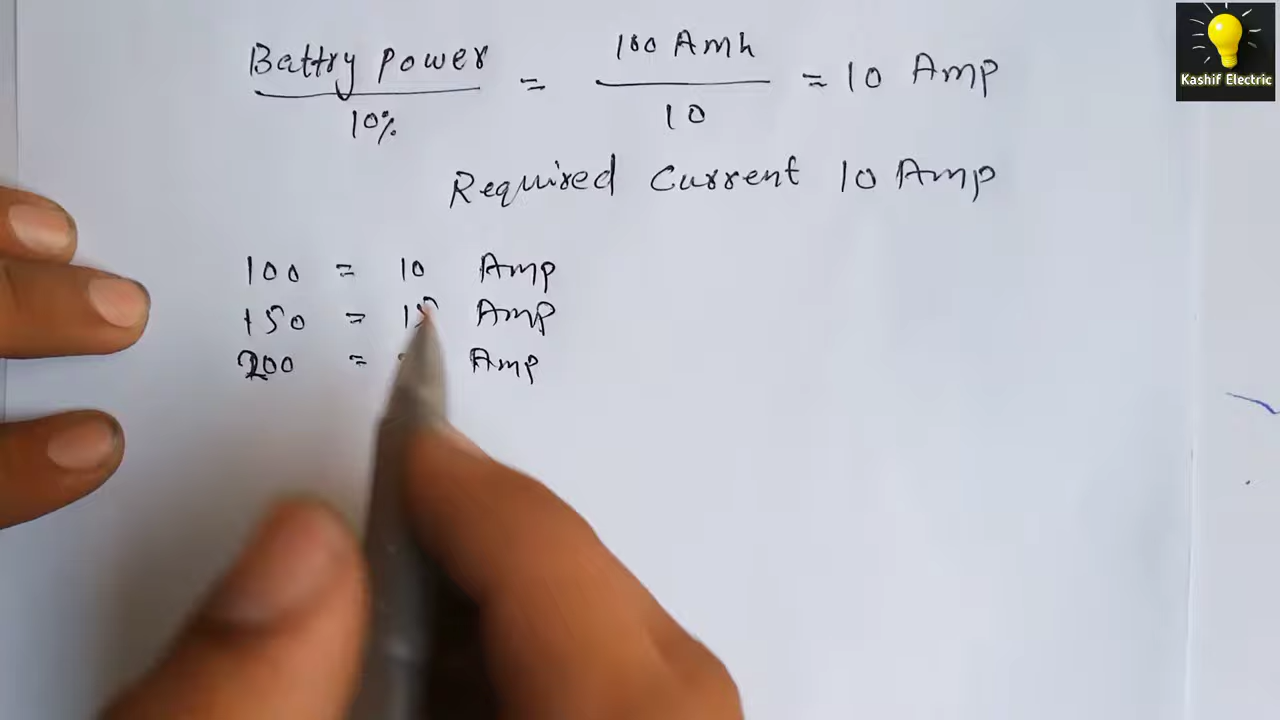 Battry Power / 10% = 100 Amh / 10 = 10 Amp
Required Current 10 Amp
100 = 10 Amp
150 = 15 Amp
200 = Amp
Kashif Electric